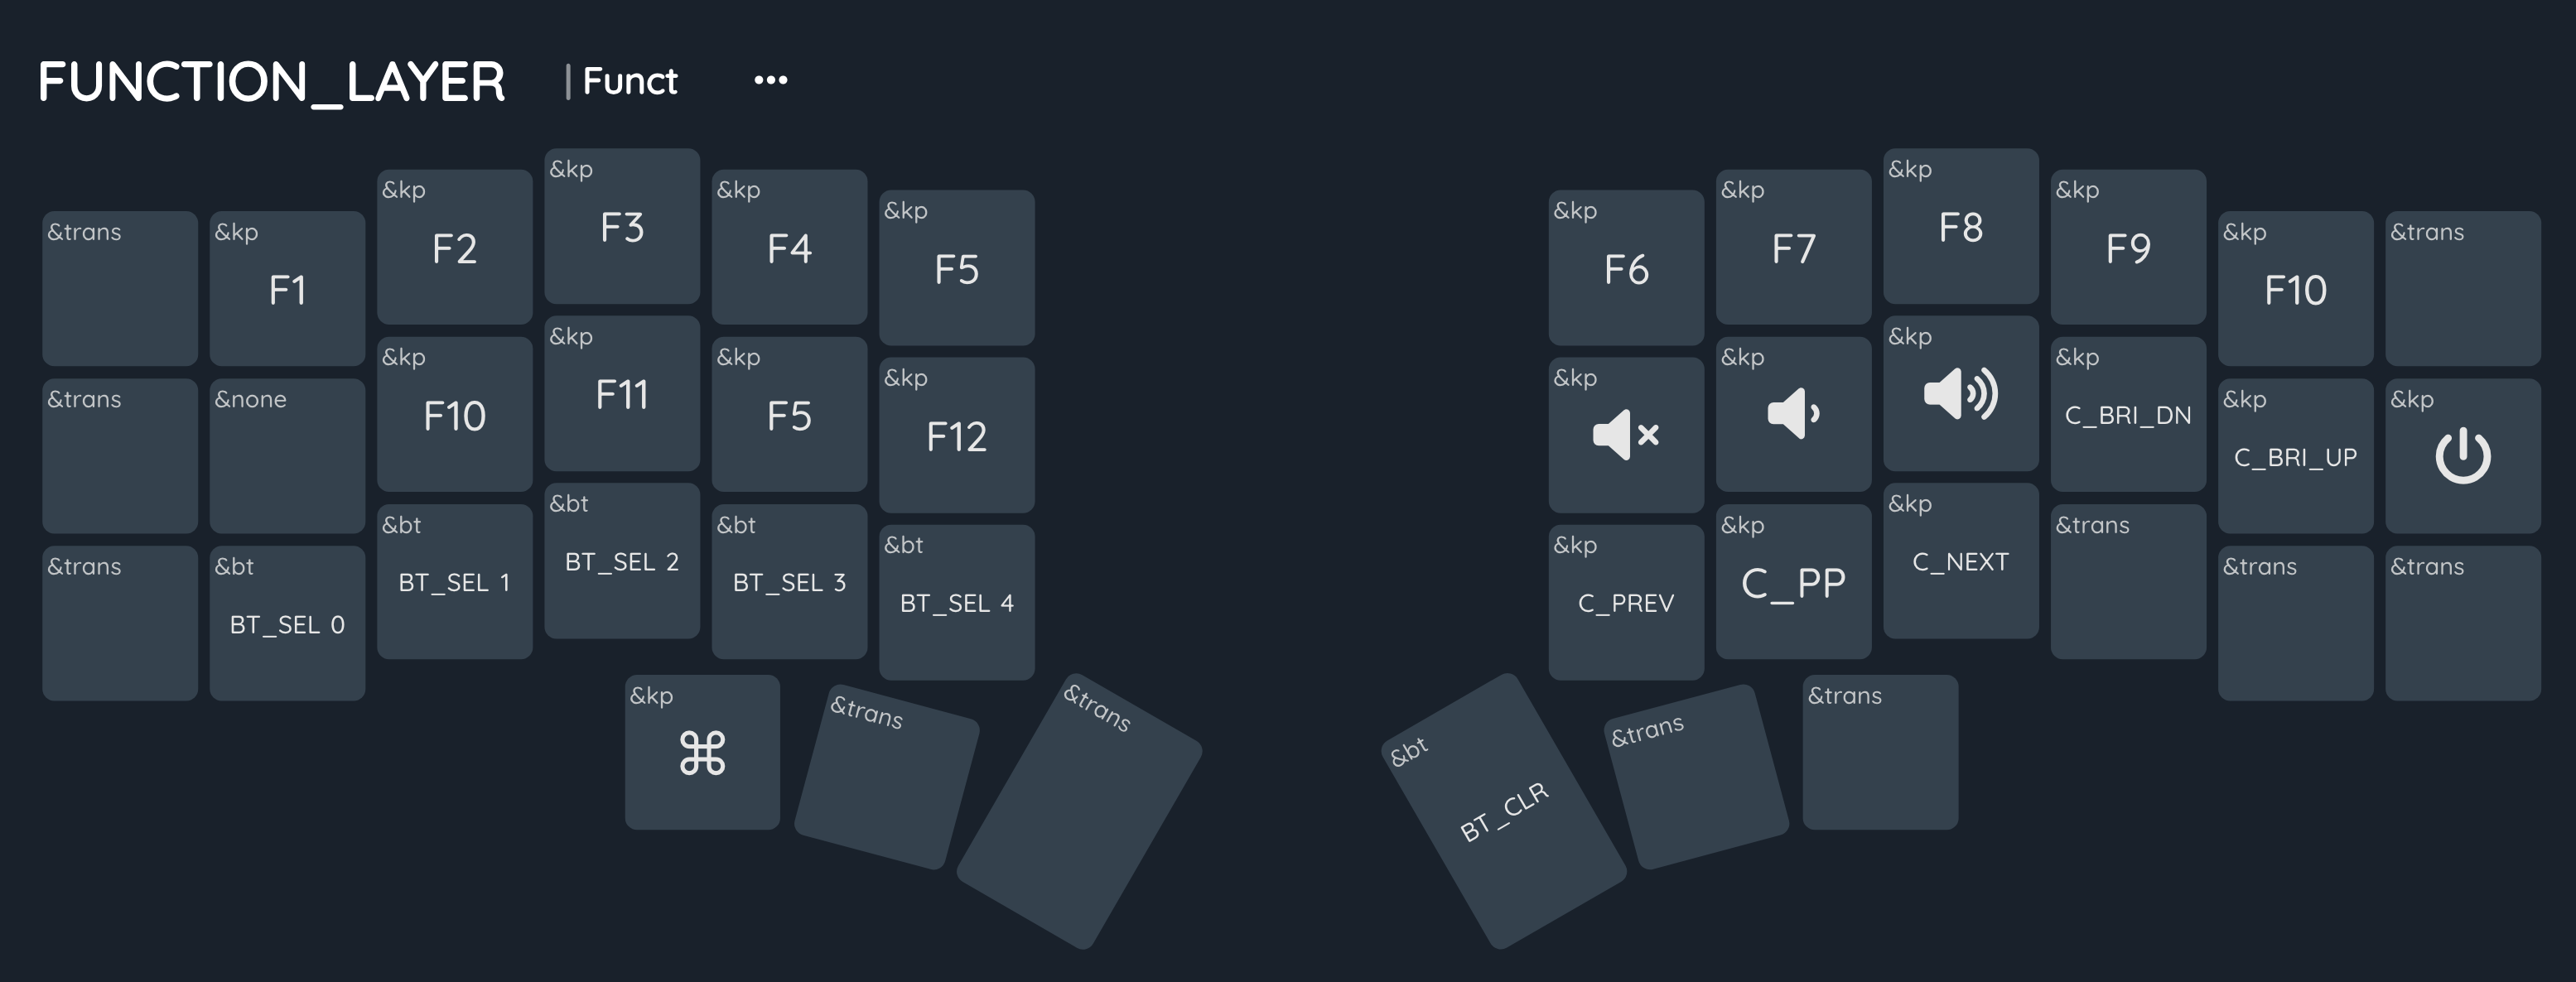 FUNCTION_LAYER | Funct •••
&trans &kp &kp &kp &kp &kp &kp &kp &kp &kp &kp &trans
F1 F2 F3 F4 F5 F6 F7 F8 F9 F10
&trans &none &kp &kp &kp &kp &kp &kp &kp &kp &kp &kp
F10 F11 F5 F12 C_BRI_DN C_BRI_UP
&trans &bt &bt &bt &bt &bt &kp &kp &kp &trans &trans &trans
BT_SEL 0 BT_SEL 1 BT_SEL 2 BT_SEL 3 BT_SEL 4 C_PREV C_PP C_NEXT
&kp &trans &trans &bt &trans &trans
⌘ BT_CLR